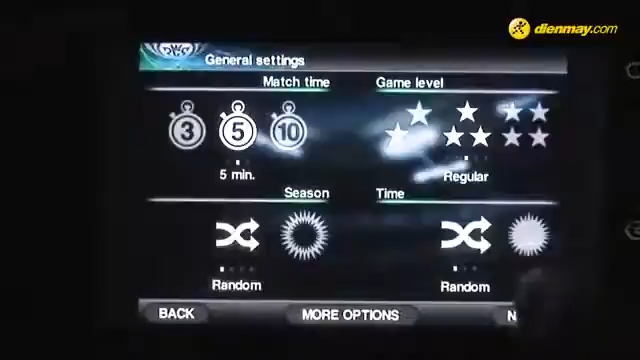 dienmay.com
General settings
Match time
Game level
3
5
10
5 min.
Regular
Season
Time
Random
Random
BACK
MORE OPTIONS